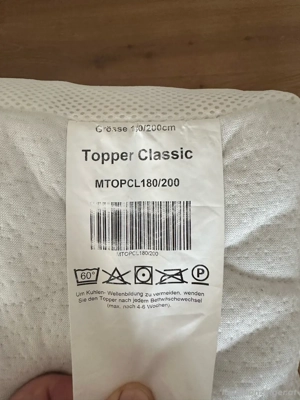 Grösse 180/200cm
Topper Classic
MTOPCL180/200
MTOPCL180/200
60°
P
Um Kuhlen- Wellenbildung zu vermeiden, wenden
Sie den Topper nach jedem Bettwäschewechsel
(max. nach 4-6 Wochen).